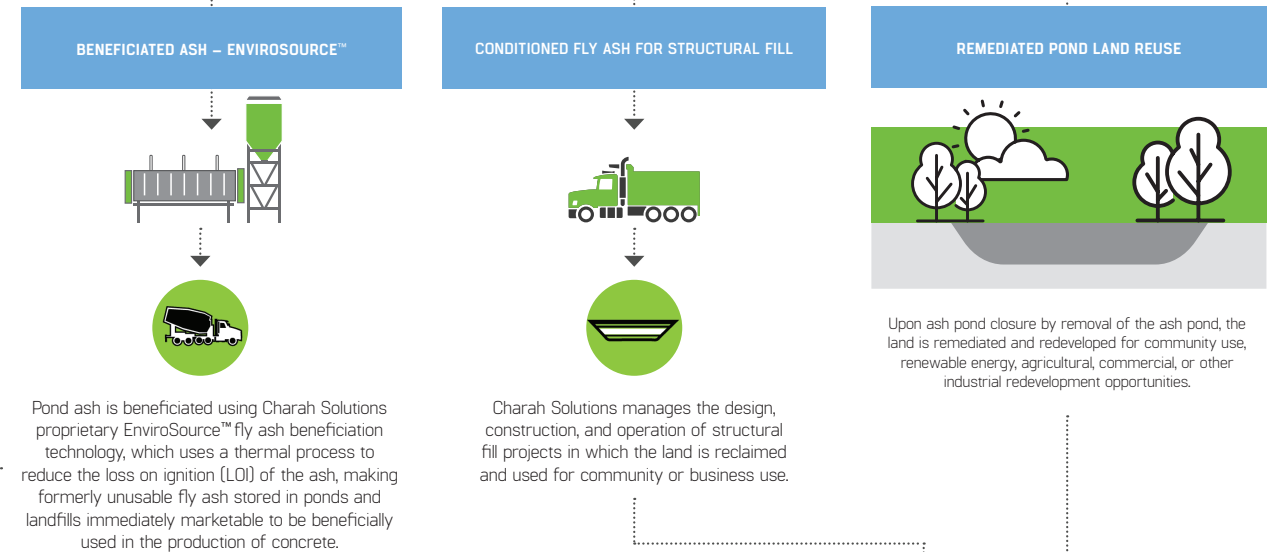 BENEFICIATED ASH – ENVIROSOURCE™
Pond ash is beneficiated using Charah Solutions
proprietary EnviroSource™ fly ash beneficiation
technology, which uses a thermal process to
reduce the loss on ignition (LOI) of the ash, making
formerly unusable fly ash stored in ponds and
landfills immediately marketable to be beneficially
used in the production of concrete.
CONDITIONED FLY ASH FOR STRUCTURAL FILL
Charah Solutions manages the design,
construction, and operation of structural
fill projects in which the land is reclaimed
and used for community or business use.
REMEDIATED POND LAND REUSE
Upon ash pond closure by removal of the ash pond, the
land is remediated and redeveloped for community use,
renewable energy, agricultural, commercial, or other
industrial redevelopment opportunities.